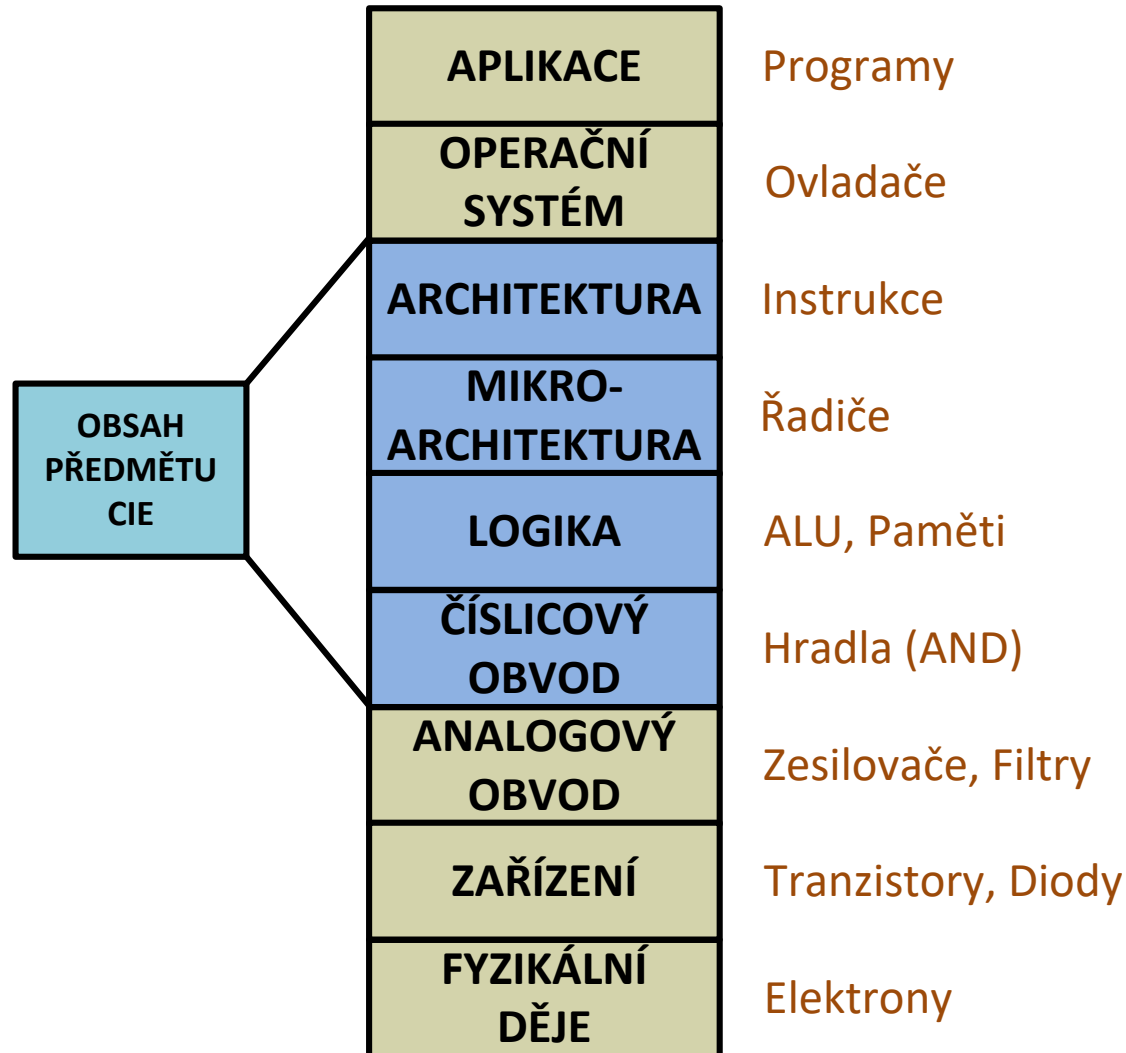 APLIKACE
Programy
OPERAČNÍ
SYSTÉM
Ovladače
ARCHITEKTURA
Instrukce
MIKRO-
ARCHITEKTURA
Řadiče
OBSAH
PŘEDMĚTU
CIE
LOGIKA
ALU, Paměti
ČÍSLICOVÝ
OBVOD
Hradla (AND)
ANALOGOVÝ
OBVOD
Zesilovače, Filtry
ZAŘÍZENÍ
Tranzistory, Diody
FYZIKÁLNÍ
DĚJE
Elektrony